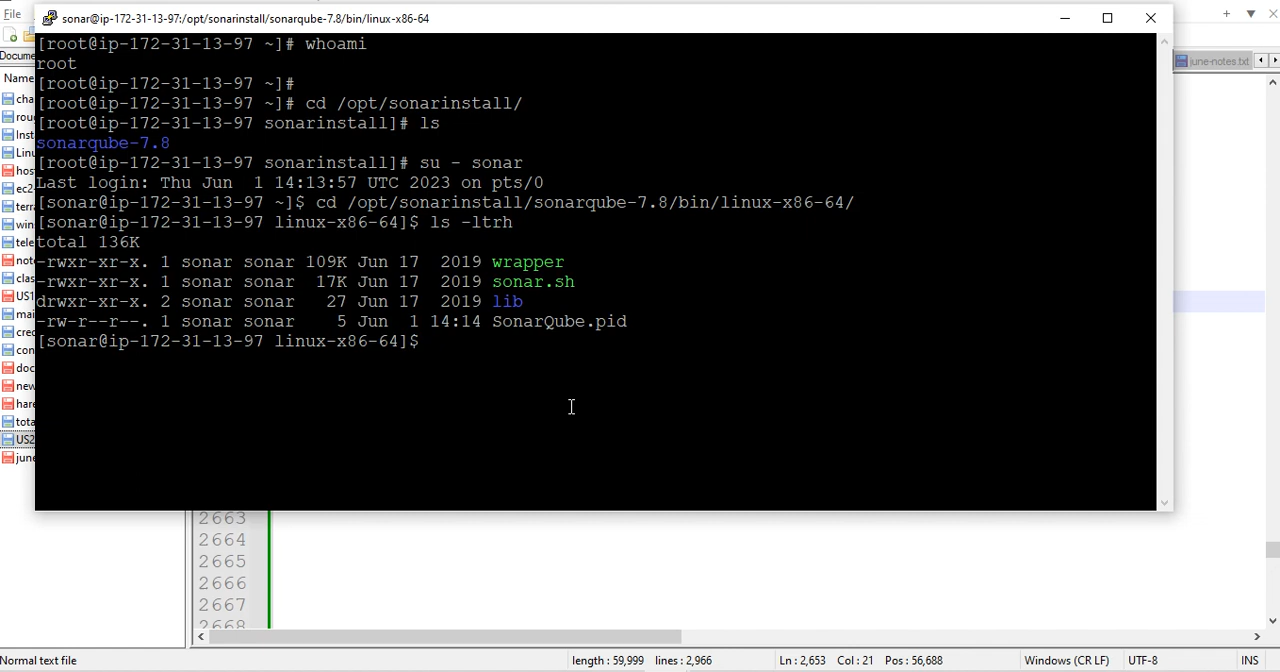 File
sonar@ip-172-31-13-97:/opt/sonarinstall/sonarqube-7.8/bin/linux-x86-64
[root@ip-172-31-13-97 ~]# whoami
root
[root@ip-172-31-13-97 ~]#
[root@ip-172-31-13-97 ~]# cd /opt/sonarinstall/
[root@ip-172-31-13-97 sonarinstall]# ls
sonarqube-7.8
[root@ip-172-31-13-97 sonarinstall]# su - sonar
Last login: Thu Jun  1 14:13:57 UTC 2023 on pts/0
[sonar@ip-172-31-13-97 ~]$ cd /opt/sonarinstall/sonarqube-7.8/bin/linux-x86-64/
[sonar@ip-172-31-13-97 linux-x86-64]$ ls -ltrh
total 136K
-rwxr-xr-x. 1 sonar sonar 109K Jun 17  2019 wrapper
-rwxr-xr-x. 1 sonar sonar  17K Jun 17  2019 sonar.sh
drwxr-xr-x. 2 sonar sonar   27 Jun 17  2019 lib
-rw-r--r--. 1 sonar sonar    5 Jun  1 14:14 SonarQube.pid
[sonar@ip-172-31-13-97 linux-x86-64]$
june-notes.txt
Docume
Name
cha
rou
Inst
Linu
hos
ec2
terra
win
tele
note
clas
US1
mai
cred
con
doc
new
hare
tota
US2
june
2663
2664
2665
2666
2667
2668
Normal text file
length : 59,999 lines : 2,966
Ln : 2,653 Col : 21 Pos : 56,688
Windows (CR LF)
UTF-8
INS